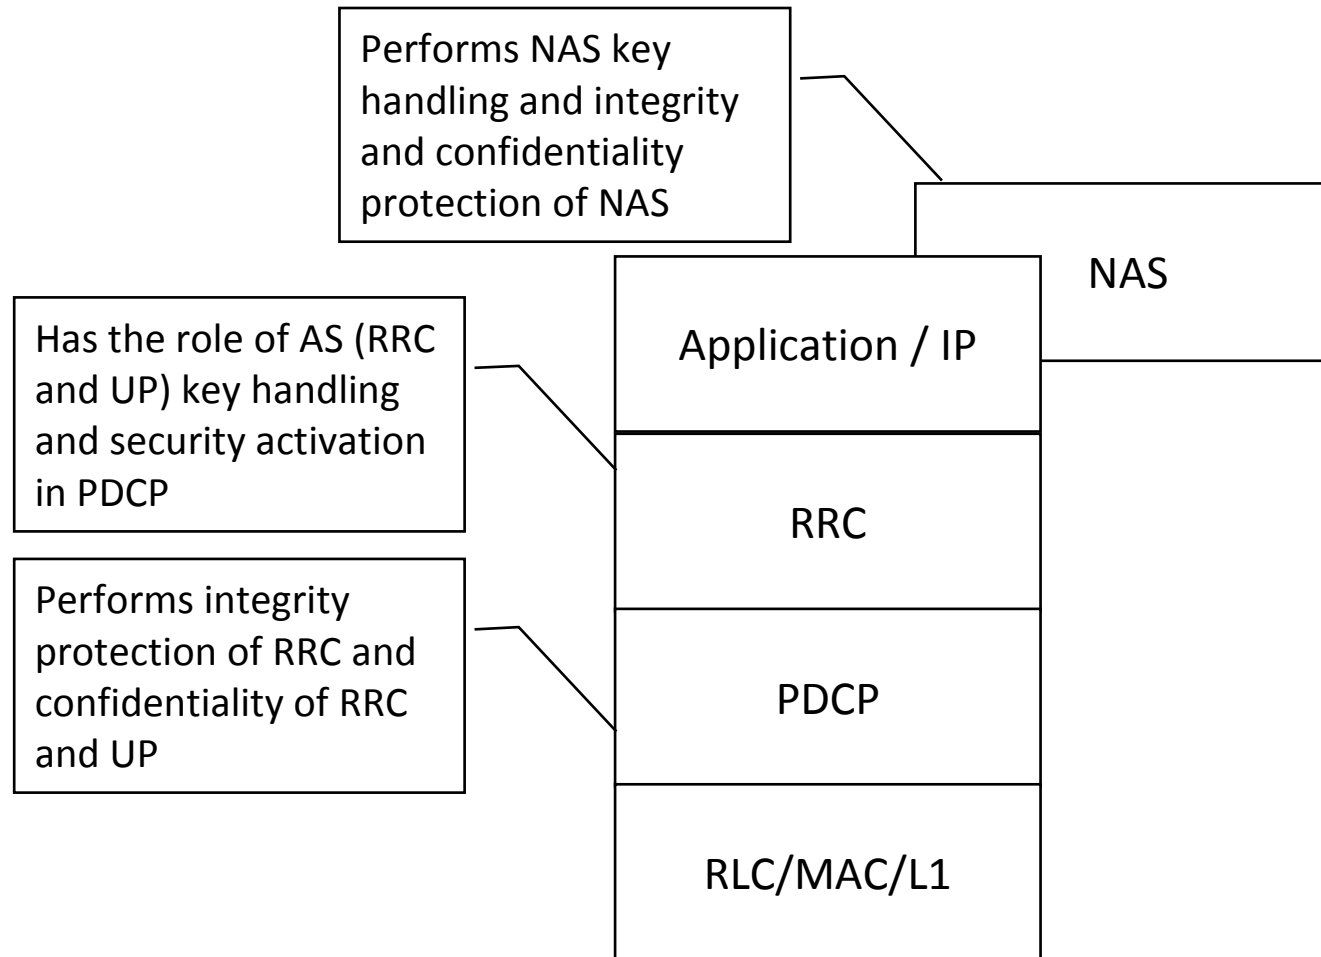 Performs NAS key
handling and integrity
and confidentiality
protection of NAS
NAS
Application / IP
Has the role of AS (RRC
and UP) key handling
and security activation
in PDCP
RRC
Performs integrity
protection of RRC and
confidentiality of RRC
and UP
PDCP
RLC/MAC/L1